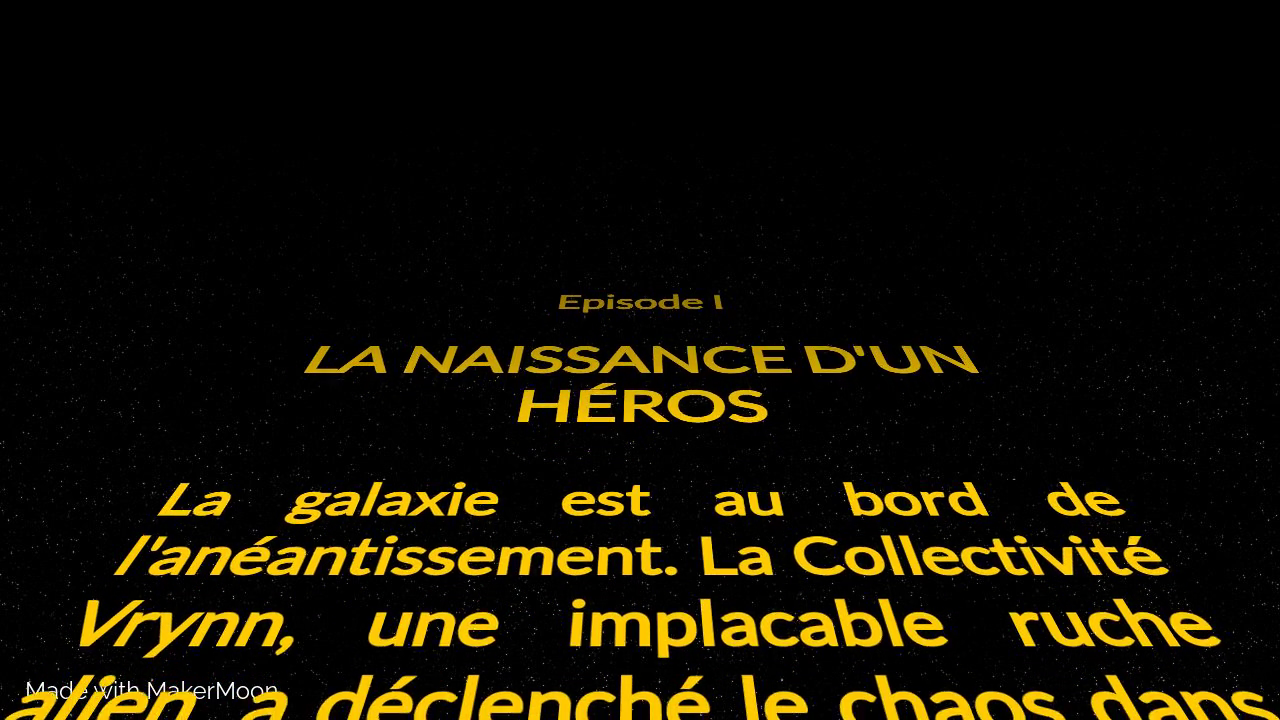 Episode I
LA NAISSANCE D'UN
HÉROS
La galaxie est au bord de
l'anéantissement. La Collectivité
Vrynn, une implacable ruche
alien a déclenché le chaos dans
Made with MakerMoon